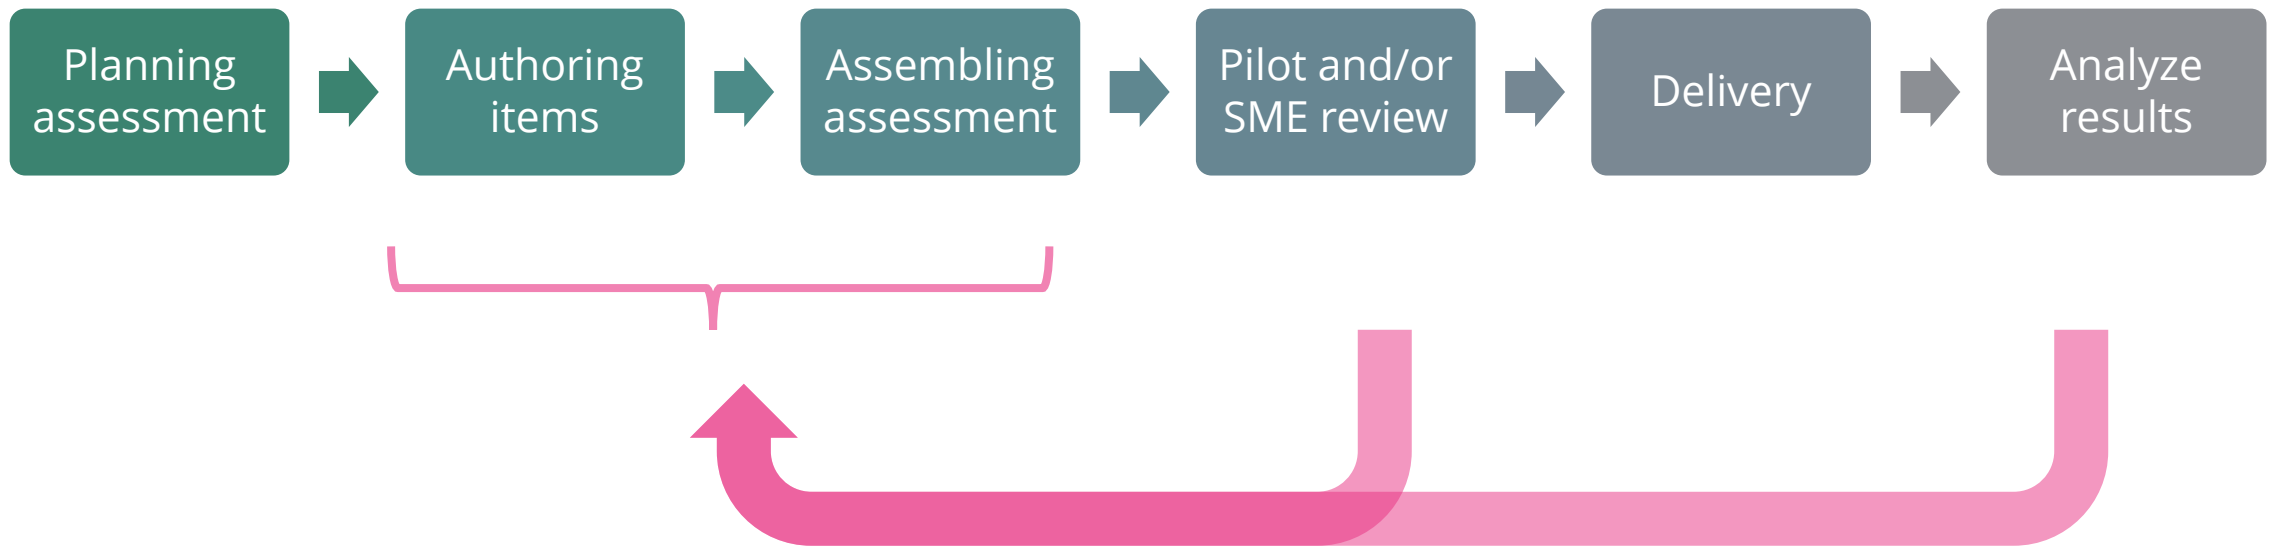 Planning
assessment
Authoring
items
Assembling
assessment
Pilot and/or
SME review
Delivery
Analyze
results